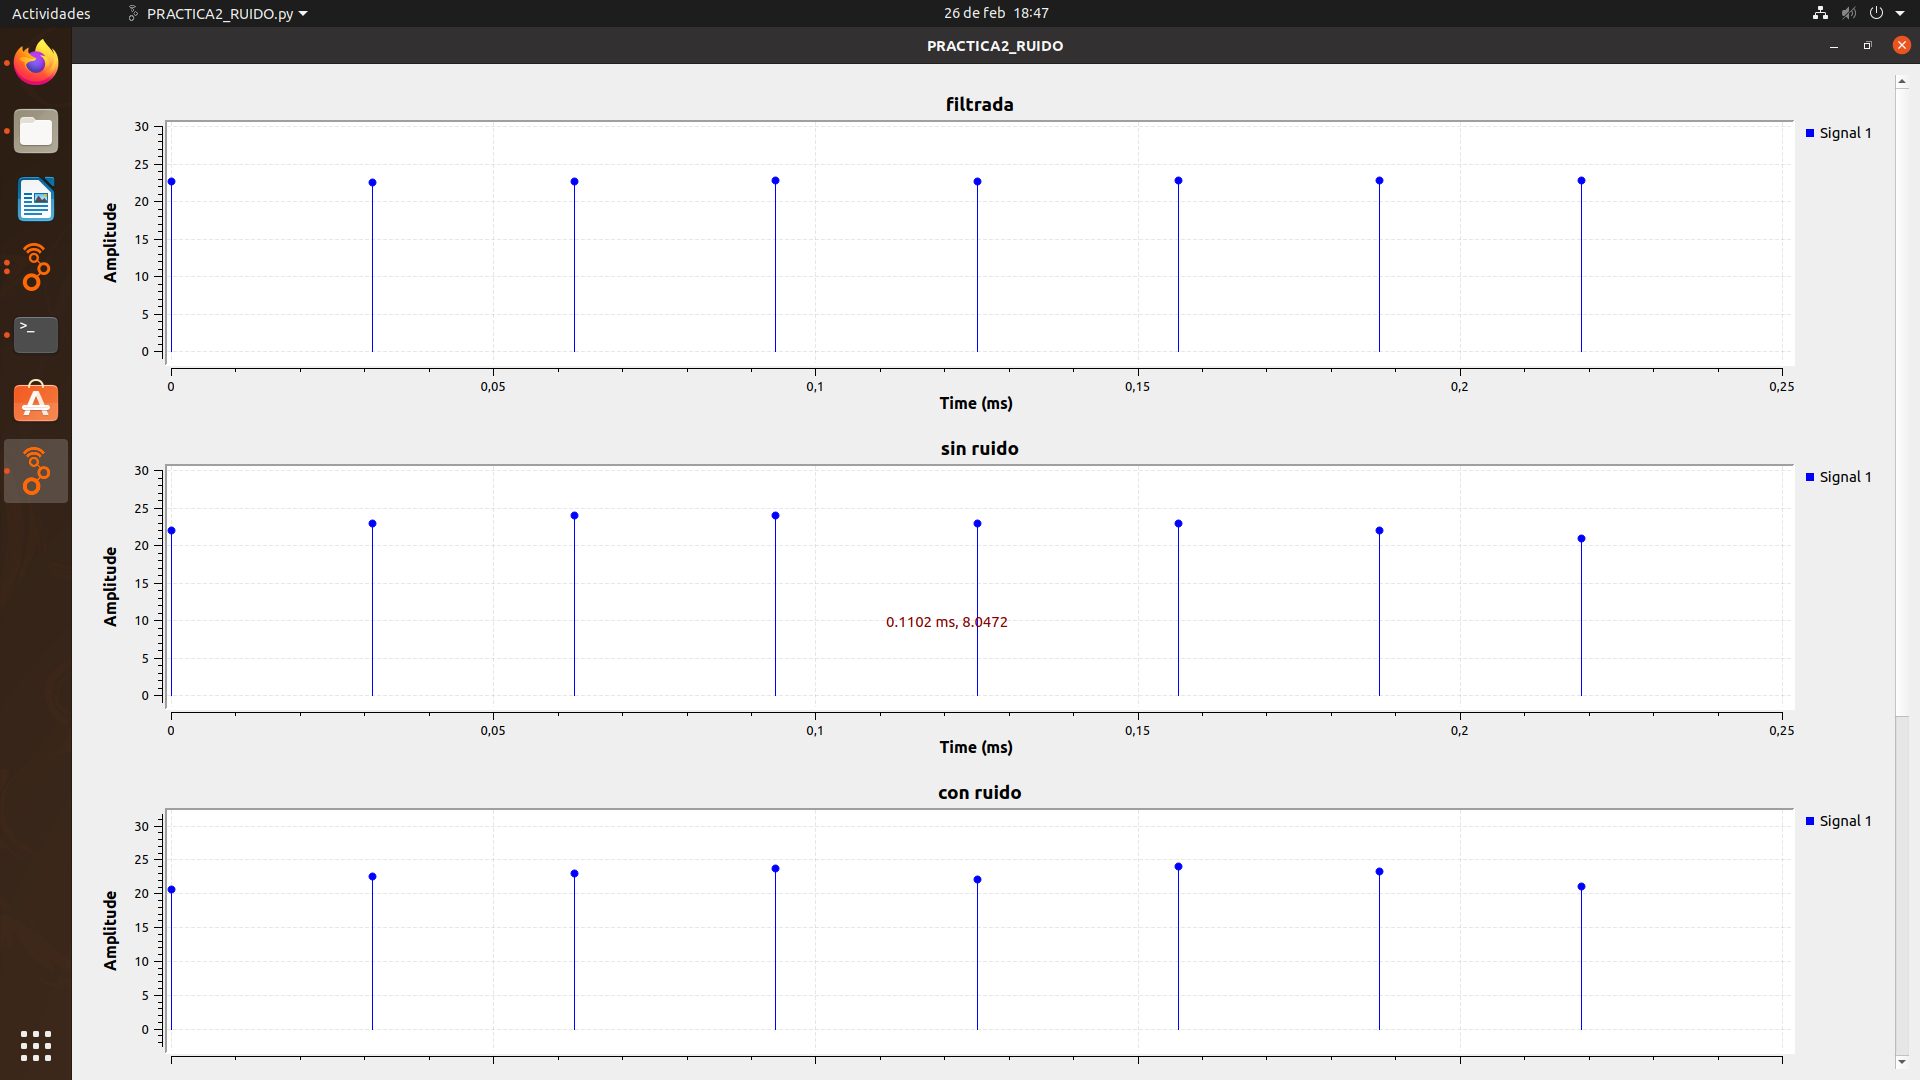 Actividades
PRACTICA2_RUIDO.py
26 de feb 18:47
PRACTICA2_RUIDO
>_
filtrada
Signal 1
Amplitude
30
25
20
15
10
5
0
0
0,05
0,1
0,15
0,2
0,25
Time (ms)
sin ruido
Signal 1
Amplitude
30
25
20
15
10
5
0
0.1102 ms, 8.0472
0
0,05
0,1
0,15
0,2
0,25
Time (ms)
con ruido
Signal 1
Amplitude
30
25
20
15
10
5
0